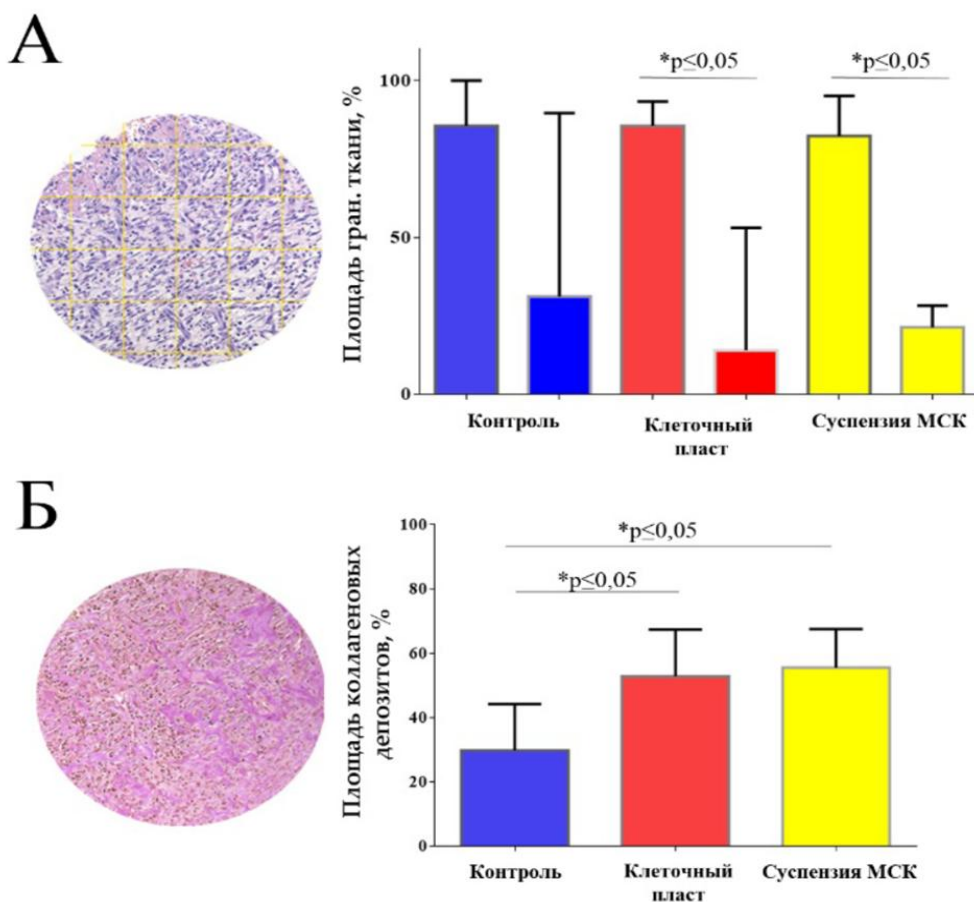 А
Площадь гран. ткани, %
100
50
0
*p≤0,05
*p≤0,05
Контроль
Клеточный
пласт
Суспензия МСК
Б
Площадь коллагеновых
депозитов, %
100
80
60
40
20
0
*p≤0,05
*p≤0,05
Контроль
Клеточный
пласт
Суспензия МСК